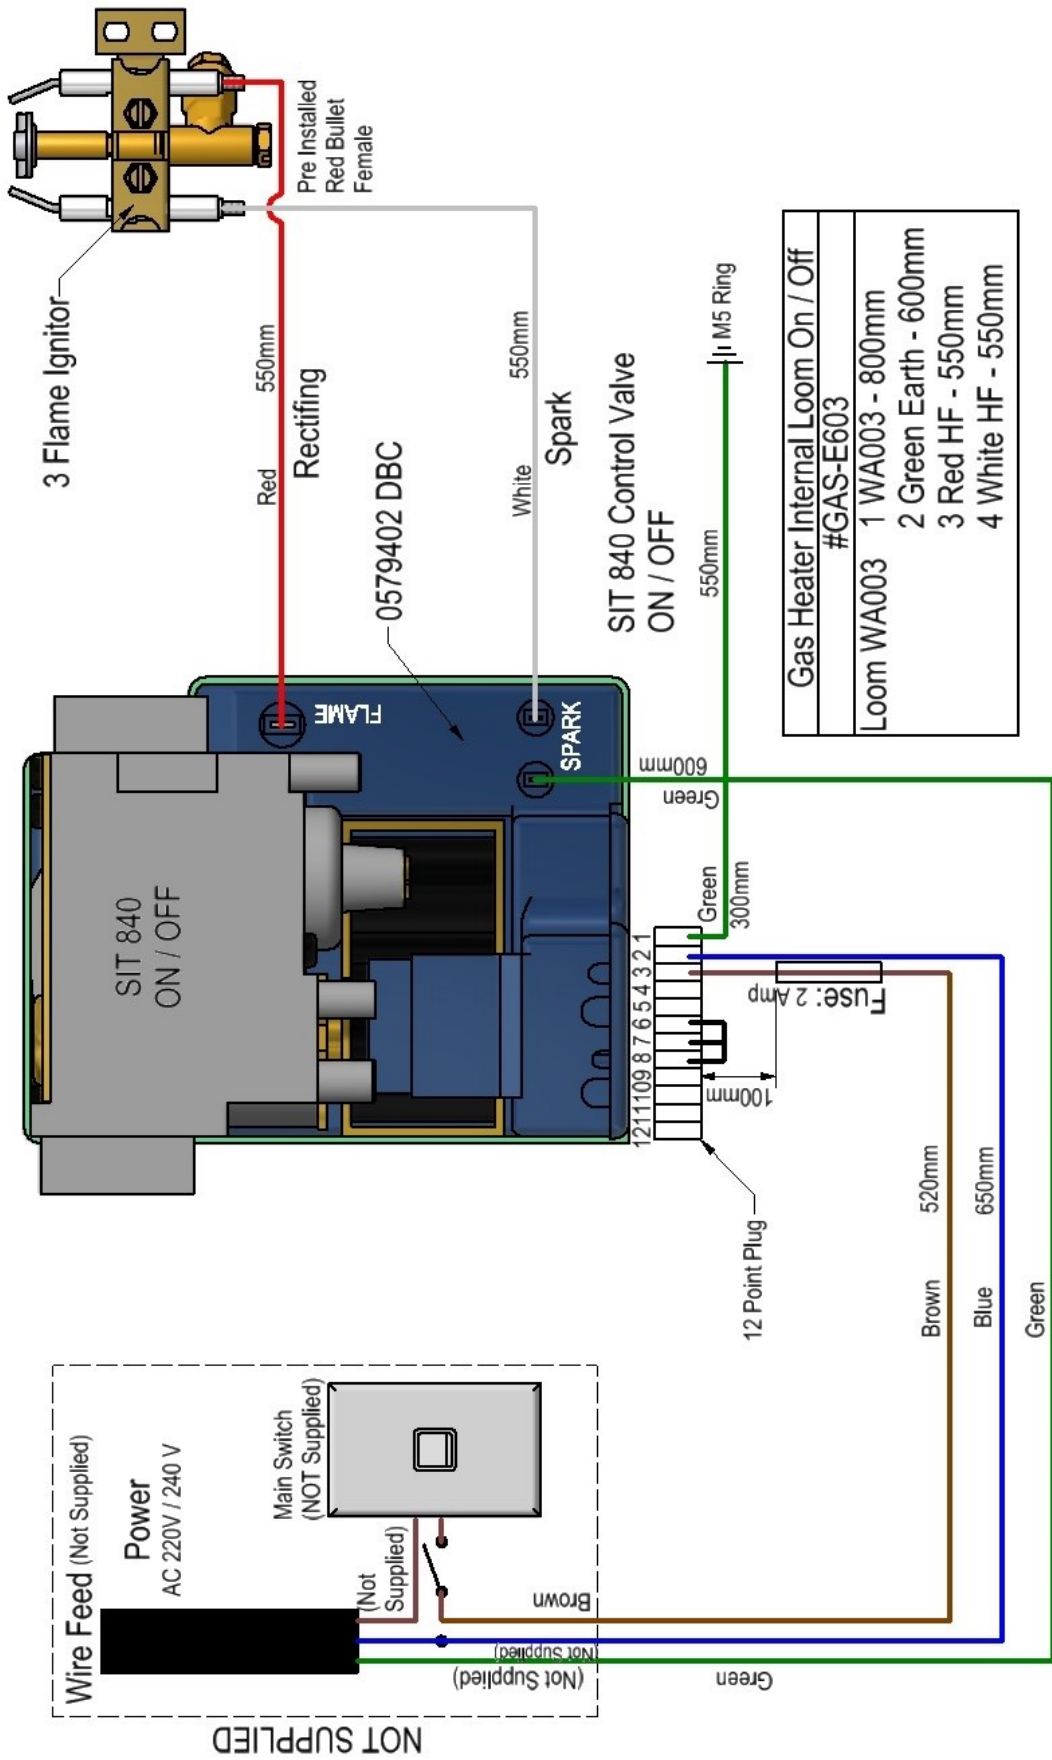 NOT SUPPLIED
Wire Feed (Not Supplied)
Power
AC 220V / 240 V
Main Switch
(NOT Supplied)
(Not
Supplied)
Brown
(Not Supplied)
(Not Supplied)
Green
SIT 840
ON / OFF
FLAME
SPARK
3 Flame Ignitor
Pre Installed
Red Bullet
Female
Red
550mm
Rectifing
White
550mm
Spark
0579402 DBC
SIT 840 Control Valve
ON / OFF
12 11 10 9 8 7 6 5 4 3 2 1
Green
600mm
Green
300mm
550mm
M5 Ring
Fuse: 2 Amp
100mm
12 Point Plug
Brown
520mm
Blue
650mm
Green
Gas Heater Internal Loom On / Off
#GAS-E603
Loom WA003 1 WA003 - 800mm
2 Green Earth - 600mm
3 Red HF - 550mm
4 White HF - 550mm